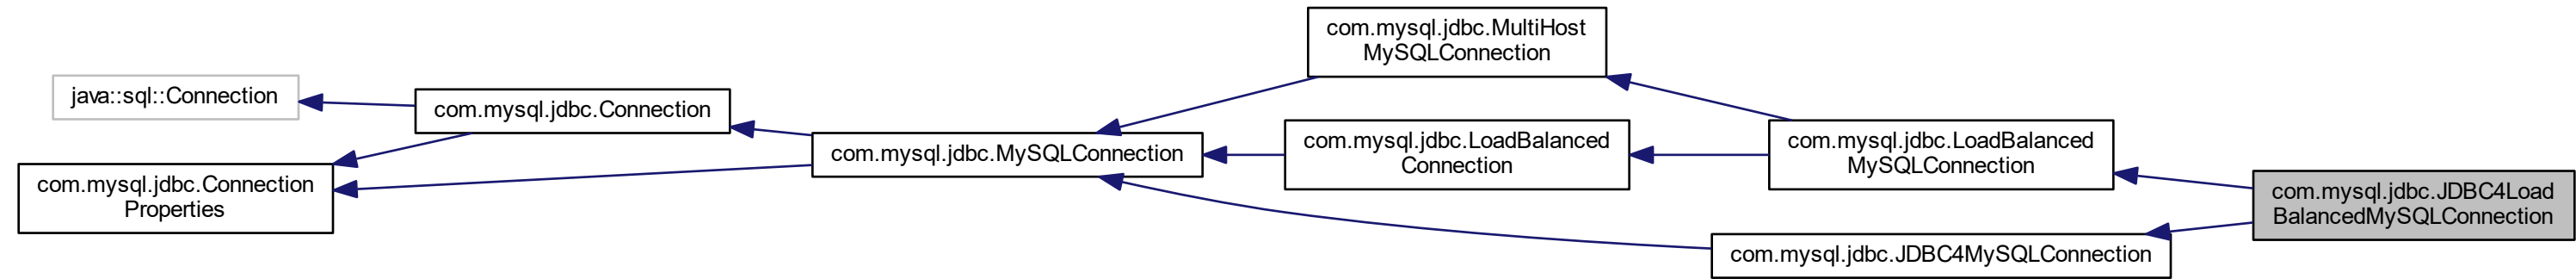 java::sql::Connection
com.mysql.jdbc.Connection
Properties
com.mysql.jdbc.Connection
com.mysql.jdbc.MySQLConnection
com.mysql.jdbc.MultiHost
MySQLConnection
com.mysql.jdbc.LoadBalanced
Connection
com.mysql.jdbc.LoadBalanced
MySQLConnection
com.mysql.jdbc.JDBC4MySQLConnection
com.mysql.jdbc.JDBC4Load
BalancedMySQLConnection